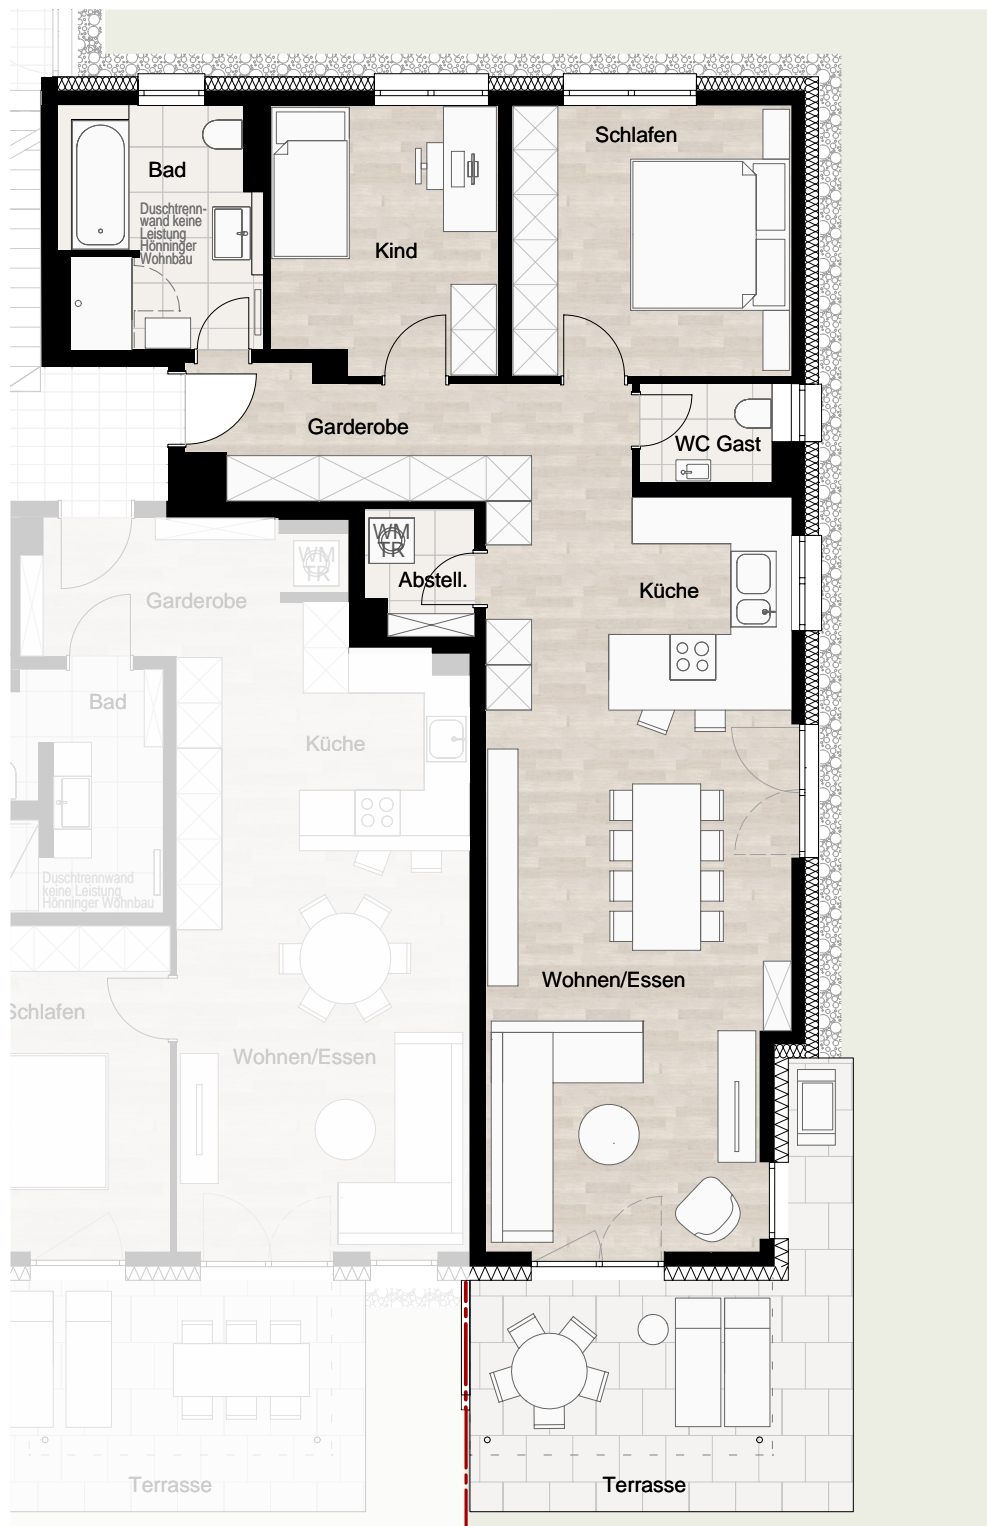 Schlafen
Bad
Duschtrenn-
wand keine
Leistung
Hönninger
Wohnbau
Kind
Garderobe
WC Gast
WM
TR
Abstell.
Küche
WM
TR
Garderobe
Bad
Küche
Duschtrennwand
keine Leistung
Hönninger Wohnbau
Wohnen/Essen
Schlafen
Wohnen/Essen
Terrasse
Terrasse